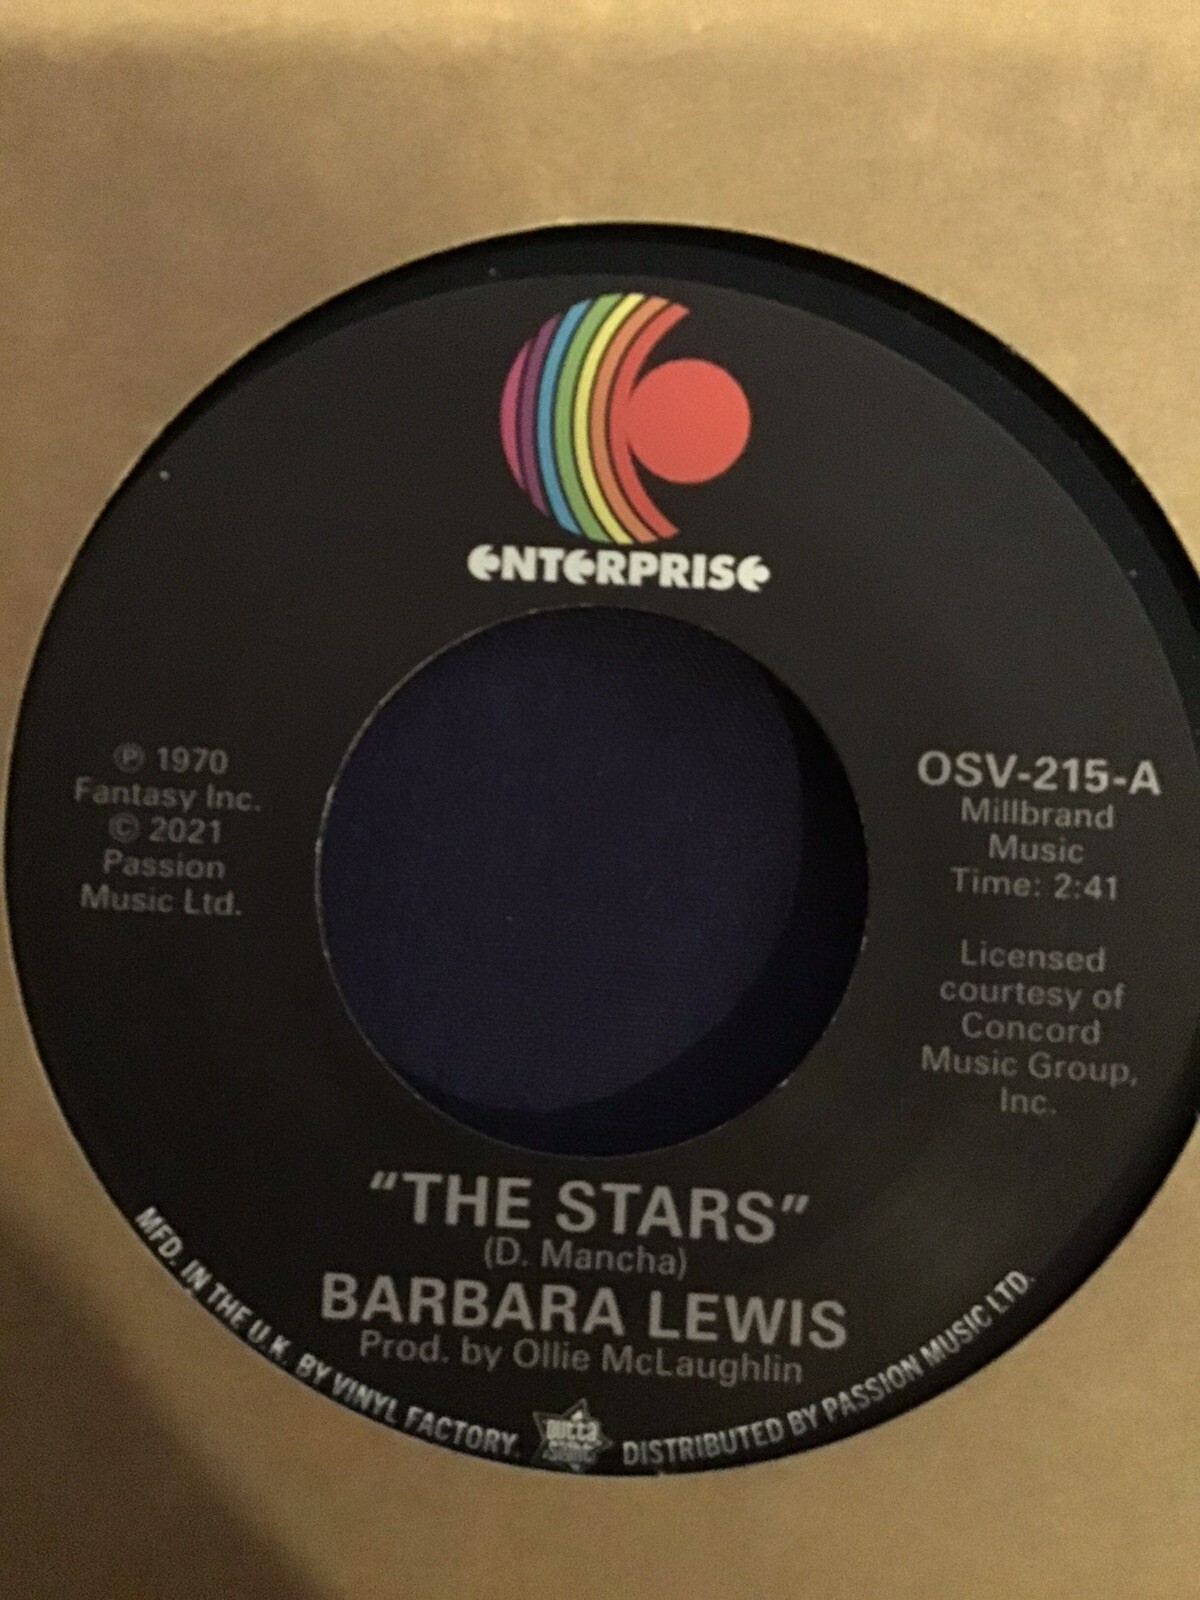 ENTERPRISE
℗ 1970
Fantasy Inc.
© 2021
Passion
Music Ltd.
OSV-215-A
Millbrand
Music
Time: 2:41
Licensed
courtesy of
Concord
Music Group,
Inc.
"THE STARS"
(D. Mancha)
BARBARA LEWIS
Prod. by Ollie McLaughlin
MFD. IN THE U.K. BY VINYL FACTORY.
outta
sight
DISTRIBUTED BY PASSION MUSIC LTD.